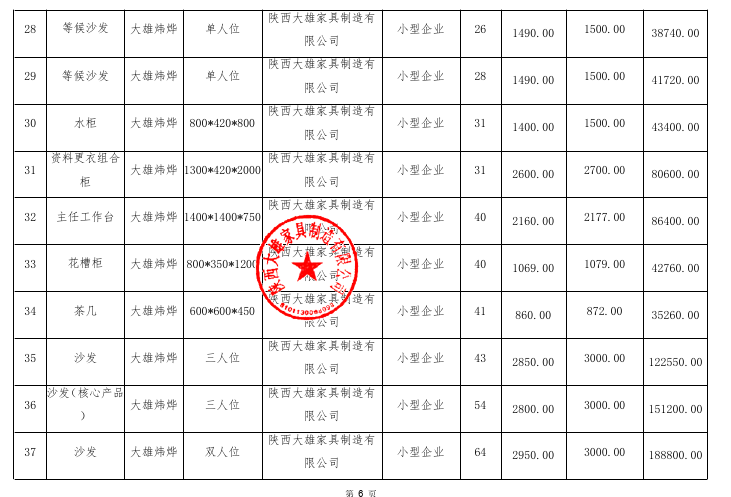 28 等候沙发 大雄炜烨 单人位 陕西大雄家具制造有限公司 小型企业 26 1490.00 1500.00 38740.00
29 等候沙发 大雄炜烨 单人位 陕西大雄家具制造有限公司 小型企业 28 1490.00 1500.00 41720.00
30 水柜 大雄炜烨 800*420*800 陕西大雄家具制造有限公司 小型企业 31 1400.00 1500.00 43400.00
31 资料更衣组合柜 大雄炜烨 1300*420*2000 陕西大雄家具制造有限公司 小型企业 31 2600.00 2700.00 80600.00
32 主任工作台 大雄炜烨 1400*1400*750 陕西大雄家具制造有限公司 小型企业 40 2160.00 2177.00 86400.00
33 花槽柜 大雄炜烨 800*350*1200 陕西大雄家具制造有限公司 小型企业 40 1069.00 1079.00 42760.00
34 茶几 大雄炜烨 600*600*450 陕西大雄家具制造有限公司 小型企业 41 860.00 872.00 35260.00
35 沙发 大雄炜烨 三人位 陕西大雄家具制造有限公司 小型企业 43 2850.00 3000.00 122550.00
36 沙发(核心产品) 大雄炜烨 三人位 陕西大雄家具制造有限公司 小型企业 54 2800.00 3000.00 151200.00
37 沙发 大雄炜烨 双人位 陕西大雄家具制造有限公司 小型企业 64 2950.00 3000.00 188800.00
陕西大雄家具制造有限公司
第 6 页